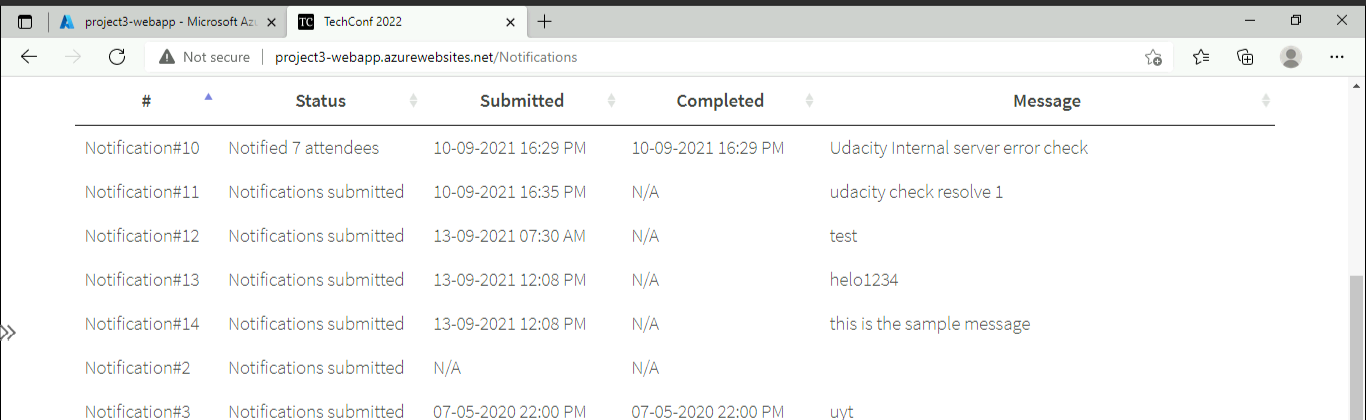 project3-webapp - Microsoft Azu
TC TechConf 2022
Not secure project3-webapp.azurewebsites.net/Notifications
# Status Submitted Completed Message
Notification#10 Notified 7 attendees 10-09-2021 16:29 PM 10-09-2021 16:29 PM Udacity Internal server error check
Notification#11 Notifications submitted 10-09-2021 16:35 PM N/A udacity check resolve 1
Notification#12 Notifications submitted 13-09-2021 07:30 AM N/A test
Notification#13 Notifications submitted 13-09-2021 12:08 PM N/A helo1234
Notification#14 Notifications submitted 13-09-2021 12:08 PM N/A this is the sample message
Notification#2 Notifications submitted N/A N/A
Notification#3 Notifications submitted 07-05-2020 22:00 PM 07-05-2020 22:00 PM uyt